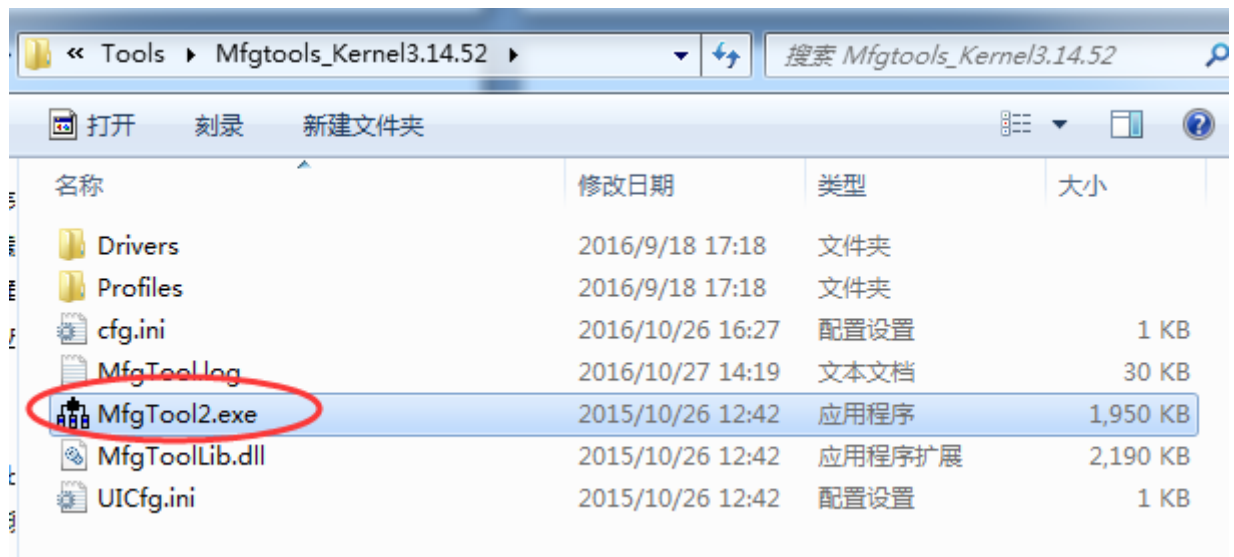 « Tools ▸ Mfgtools_Kernel3.14.52 ▸ 搜索 Mfgtools_Kernel3.14.52
打开 刻录 新建文件夹
名称 修改日期 类型 大小
Drivers 2016/9/18 17:18 文件夹
Profiles 2016/9/18 17:18 文件夹
cfg.ini 2016/10/26 16:27 配置设置 1 KB
MfgTool.log 2016/10/27 14:19 文本文档 30 KB
MfgTool2.exe 2015/10/26 12:42 应用程序 1,950 KB
MfgToolLib.dll 2015/10/26 12:42 应用程序扩展 2,190 KB
UICfg.ini 2015/10/26 12:42 配置设置 1 KB